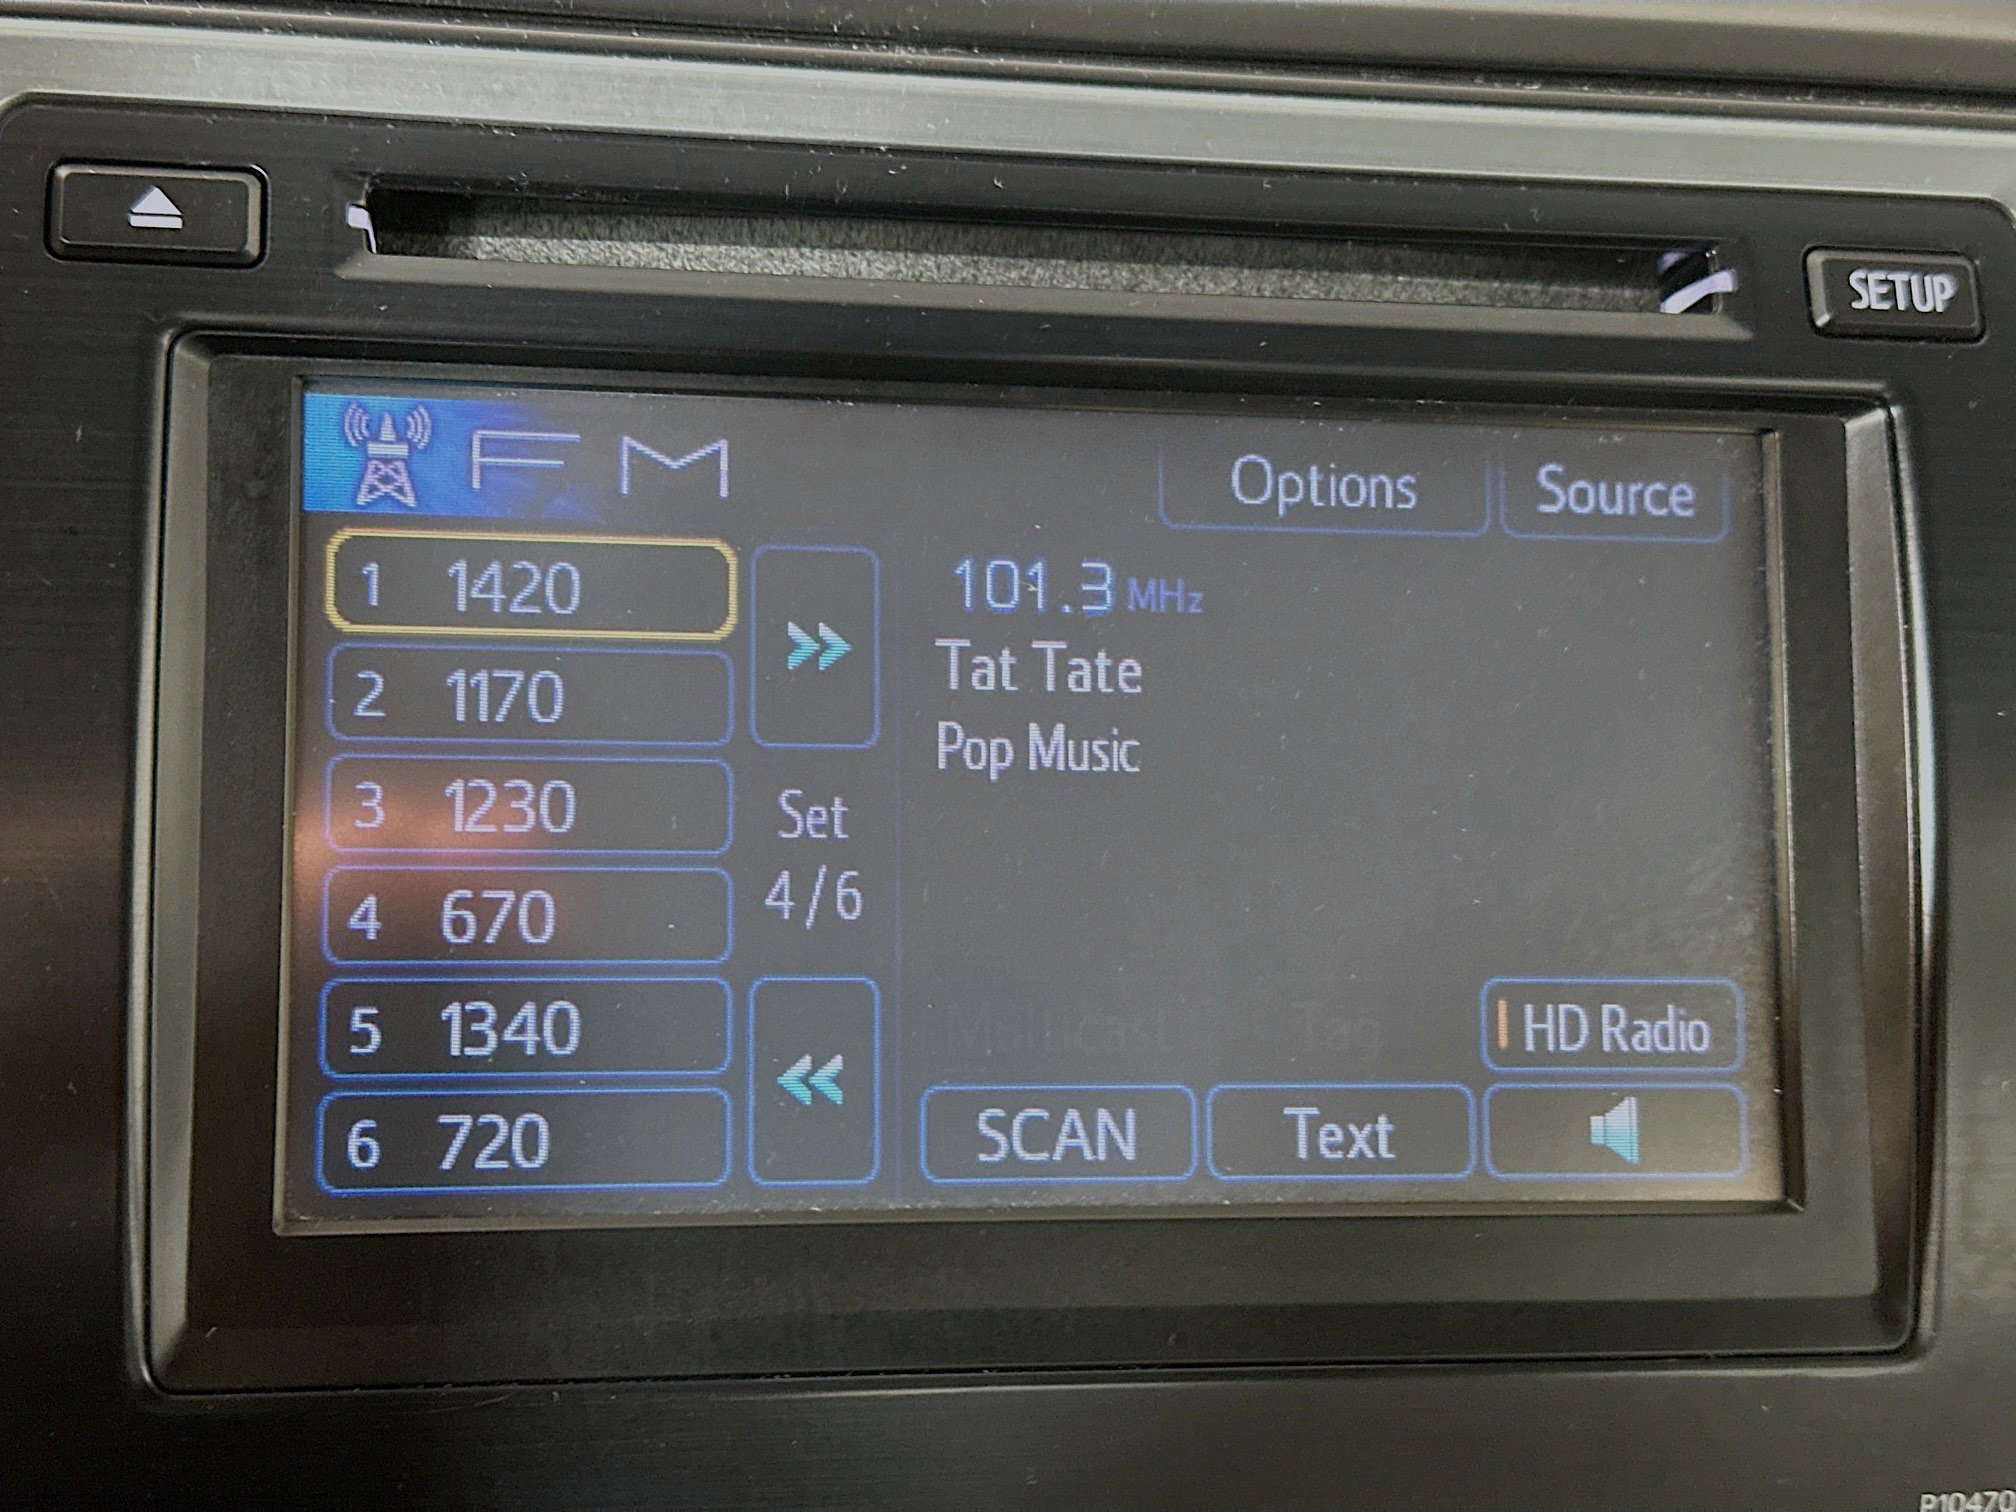 SETUP
FM
Options
Source
1 1420
2 1170
3 1230
4 670
5 1340
6 720
Set
4/6
101.3 MHz
Tat Tate
Pop Music
HD Radio
SCAN
Text